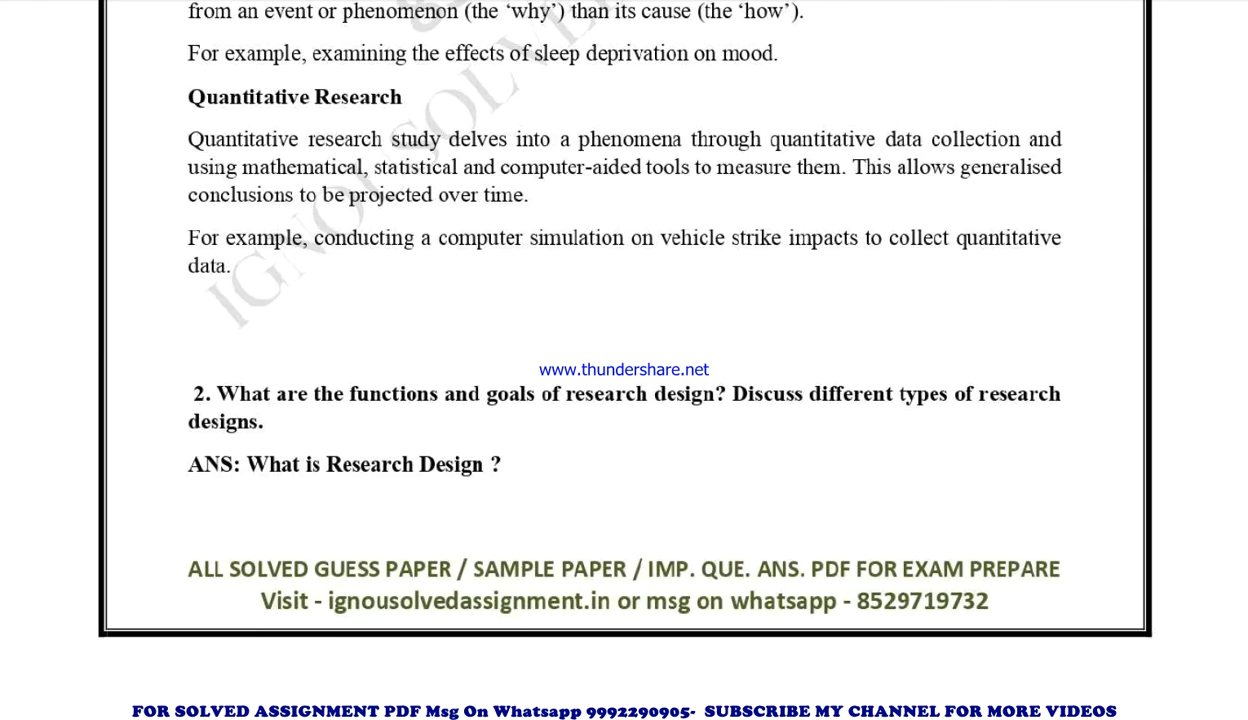 from an event or phenomenon (the ‘why’) than its cause (the ‘how’).
For example, examining the effects of sleep deprivation on mood.
Quantitative Research
Quantitative research study delves into a phenomena through quantitative data collection and
using mathematical, statistical and computer-aided tools to measure them. This allows generalised
conclusions to be projected over time.
For example, conducting a computer simulation on vehicle strike impacts to collect quantitative
data.
IGNOU SOLVE
www.thundershare.net
2. What are the functions and goals of research design? Discuss different types of research
designs.
ANS: What is Research Design ?
ALL SOLVED GUESS PAPER / SAMPLE PAPER / IMP. QUE. ANS. PDF FOR EXAM PREPARE
Visit - ignousolvedassignment.in or msg on whatsapp - 8529719732
FOR SOLVED ASSIGNMENT PDF Msg On Whatsapp 9992290905- SUBSCRIBE MY CHANNEL FOR MORE VIDEOS